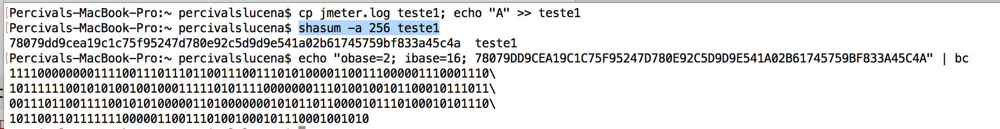 Percivals-MacBook-Pro:~ percivalslucena$ cp jmeter.log teste1; echo "A" >> teste1
Percivals-MacBook-Pro:~ percivalslucena$ shasum -a 256 teste1
78079dd9cea19c1c75f95247d780e92c5d9d9e541a02b61745759bf833a45c4a  teste1
Percivals-MacBook-Pro:~ percivalslucena$ echo "obase=2; ibase=16; 78079DD9CEA19C1C75F95247D780E92C5D9D9E541A02B61745759BF833A45C4A" | bc
11110000000011110011101110110011100111010100001100111000001110001110\
10111111001010100100100011111010111100000001110100100101100010111011\
00111011001111001010100000110100000001010110110000101110100010101110\
101100110111111100000110011101001000101110001001010